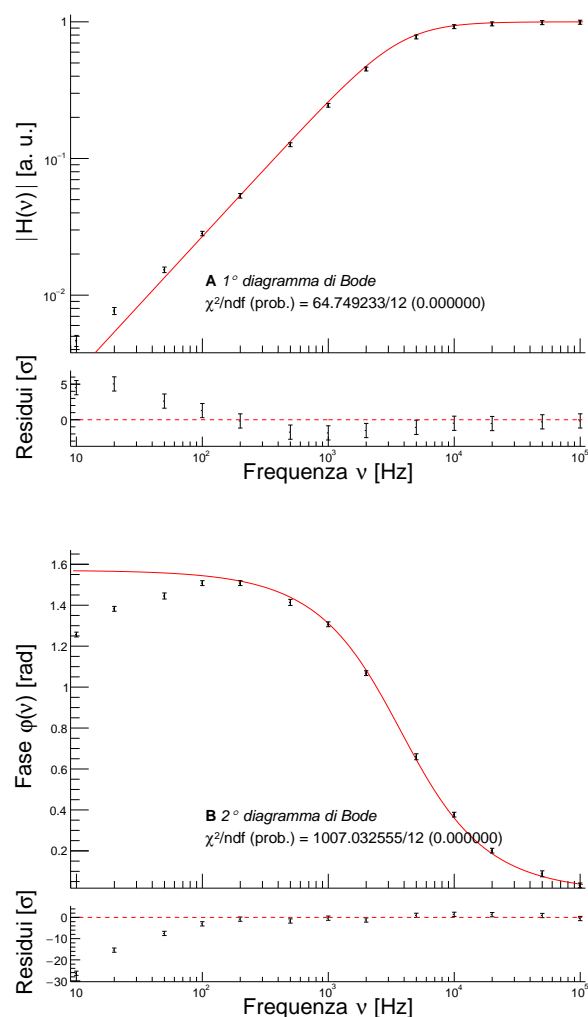 1
10⁻¹
10⁻²
|H(ν)| [a. u.]
A 1° diagramma di Bode
χ²/ndf (prob.) = 64.749233/12 (0.000000)
5
0
Residui [σ]
10 10² 10³ 10⁴ 10⁵
Frequenza ν [Hz]
1.6
1.4
1.2
1
0.8
0.6
0.4
0.2
Fase φ(ν) [rad]
B 2° diagramma di Bode
χ²/ndf (prob.) = 1007.032555/12 (0.000000)
0
−10
−20
−30
Residui [σ]
10 10² 10³ 10⁴ 10⁵
Frequenza ν [Hz]